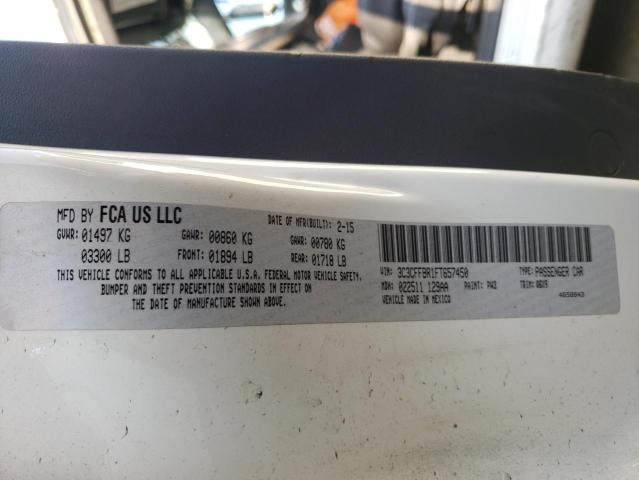 MFD BY FCA US LLC DATE OF MFR(BUILT): 2-15
GVWR: 01497 KG GAWR: 00860 KG GAWR: 00780 KG
03300 LB FRONT: 01894 LB REAR: 01718 LB
THIS VEHICLE CONFORMS TO ALL APPLICABLE U.S.A. FEDERAL MOTOR VEHICLE SAFETY,
BUMPER AND THEFT PREVENTION STANDARDS IN EFFECT ON
THE DATE OF MANUFACTURE SHOWN ABOVE.
VIN: 3C3CFFBR1FT657450 TYPE: PASSENGER CAR
MDH: 022511 129AA PAINT: PW3 TRIM: 06X9
VEHICLE MADE IN MEXICO 4658643